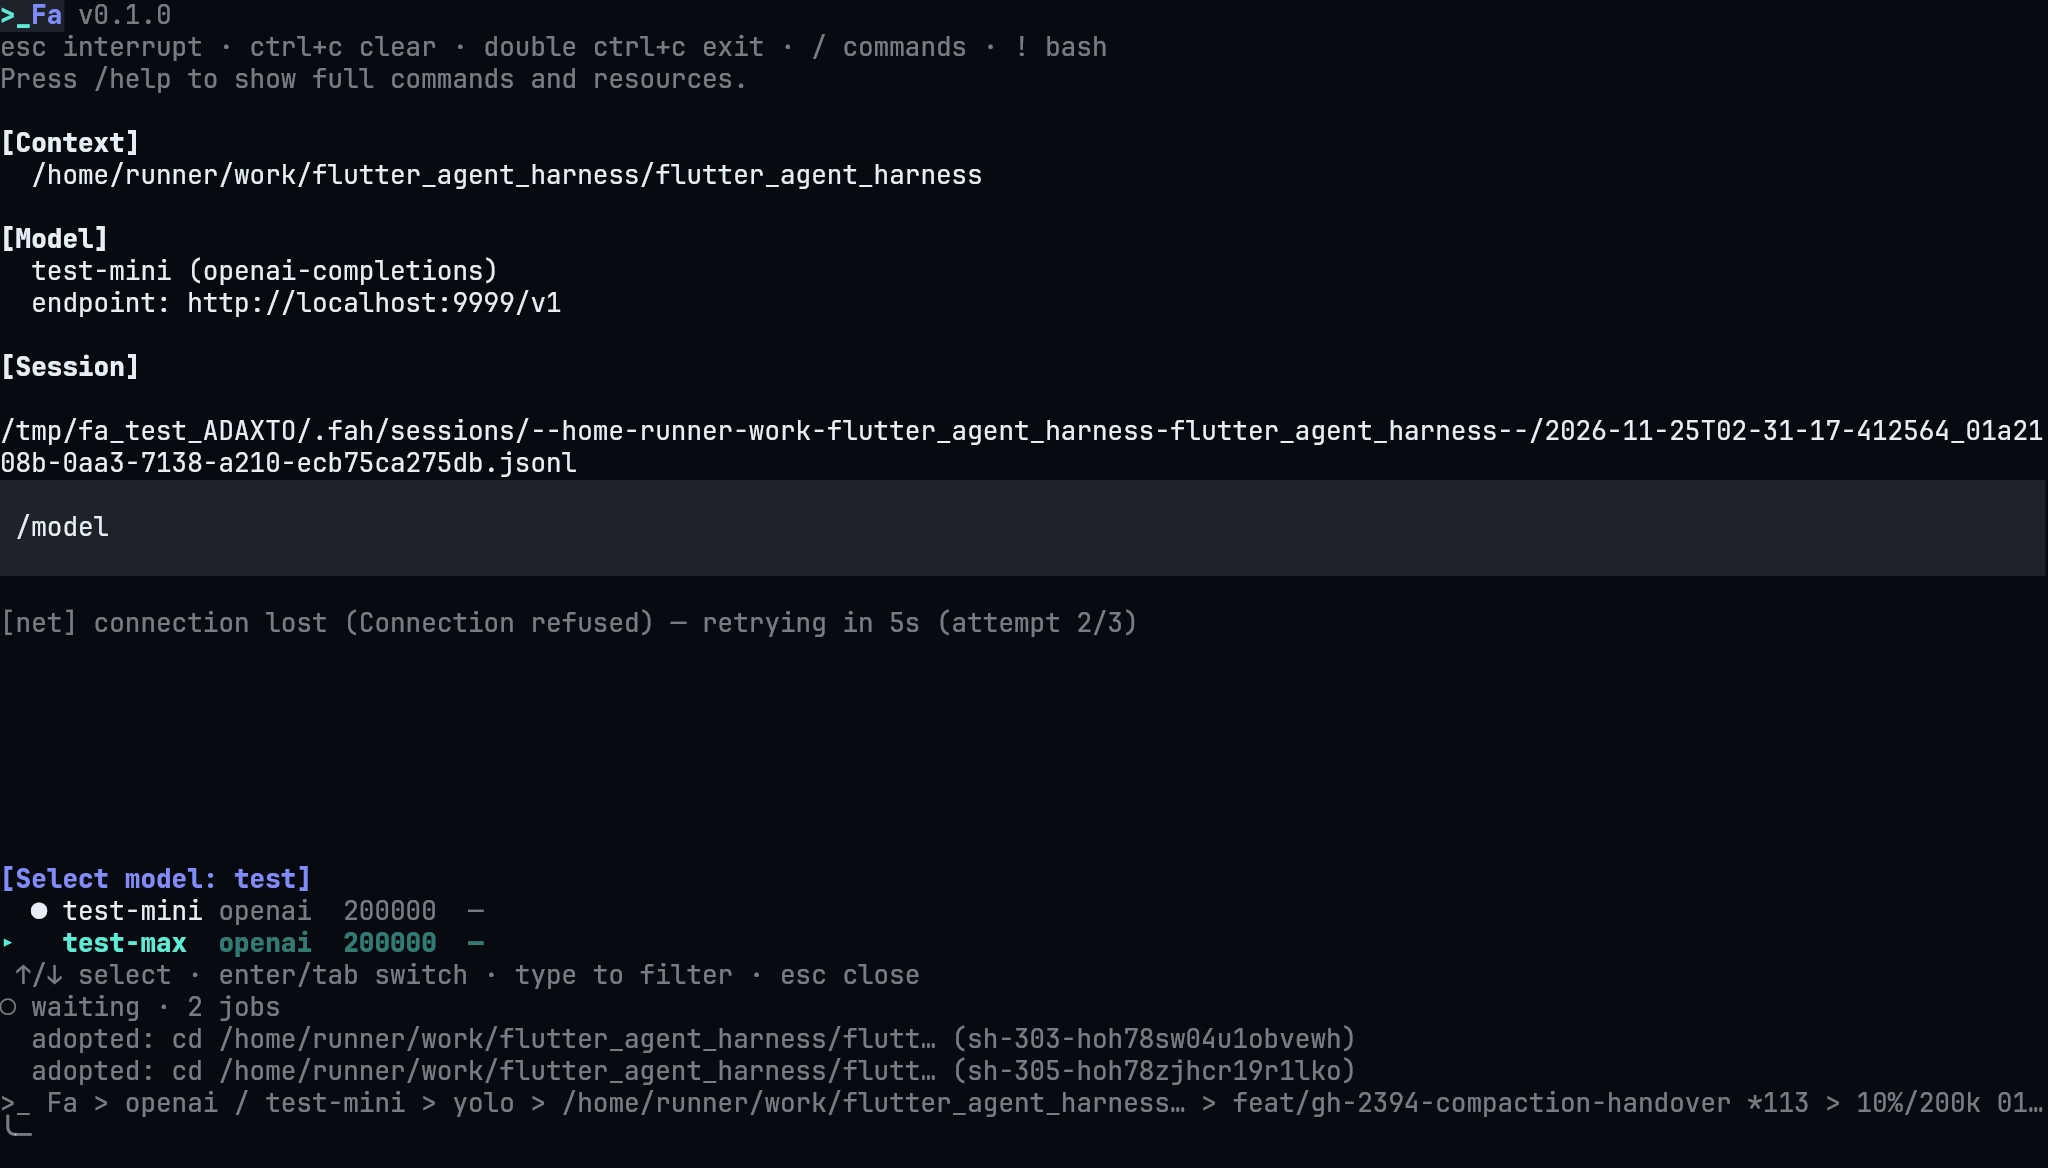 >_Fa v0.1.0
esc interrupt · ctrl+c clear · double ctrl+c exit · / commands · ! bash
Press /help to show full commands and resources.
[Context]
/home/runner/work/flutter_agent_harness/flutter_agent_harness
[Model]
test-mini (openai-completions)
endpoint: http://localhost:9999/v1
[Session]
/tmp/fa_test_ADAXTO/.fah/sessions/--home-runner-work-flutter_agent_harness-flutter_agent_harness--/2026-11-25T02-31-17-412564_01a21
08b-0aa3-7138-a210-ecb75ca275db.jsonl
/model
[net] connection lost (Connection refused) — retrying in 5s (attempt 2/3)
[Select model: test]
● test-mini openai 200000 —
▸ test-max openai 200000 —
↑/↓ select · enter/tab switch · type to filter · esc close
○ waiting · 2 jobs
adopted: cd /home/runner/work/flutter_agent_harness/flutt… (sh-303-hoh78sw04u1obvewh)
adopted: cd /home/runner/work/flutter_agent_harness/flutt… (sh-305-hoh78zjhcr19r1lko)
>_ Fa > openai / test-mini > yolo > /home/runner/work/flutter_agent_harness… > feat/gh-2394-compaction-handover *113 > 10%/200k 01…